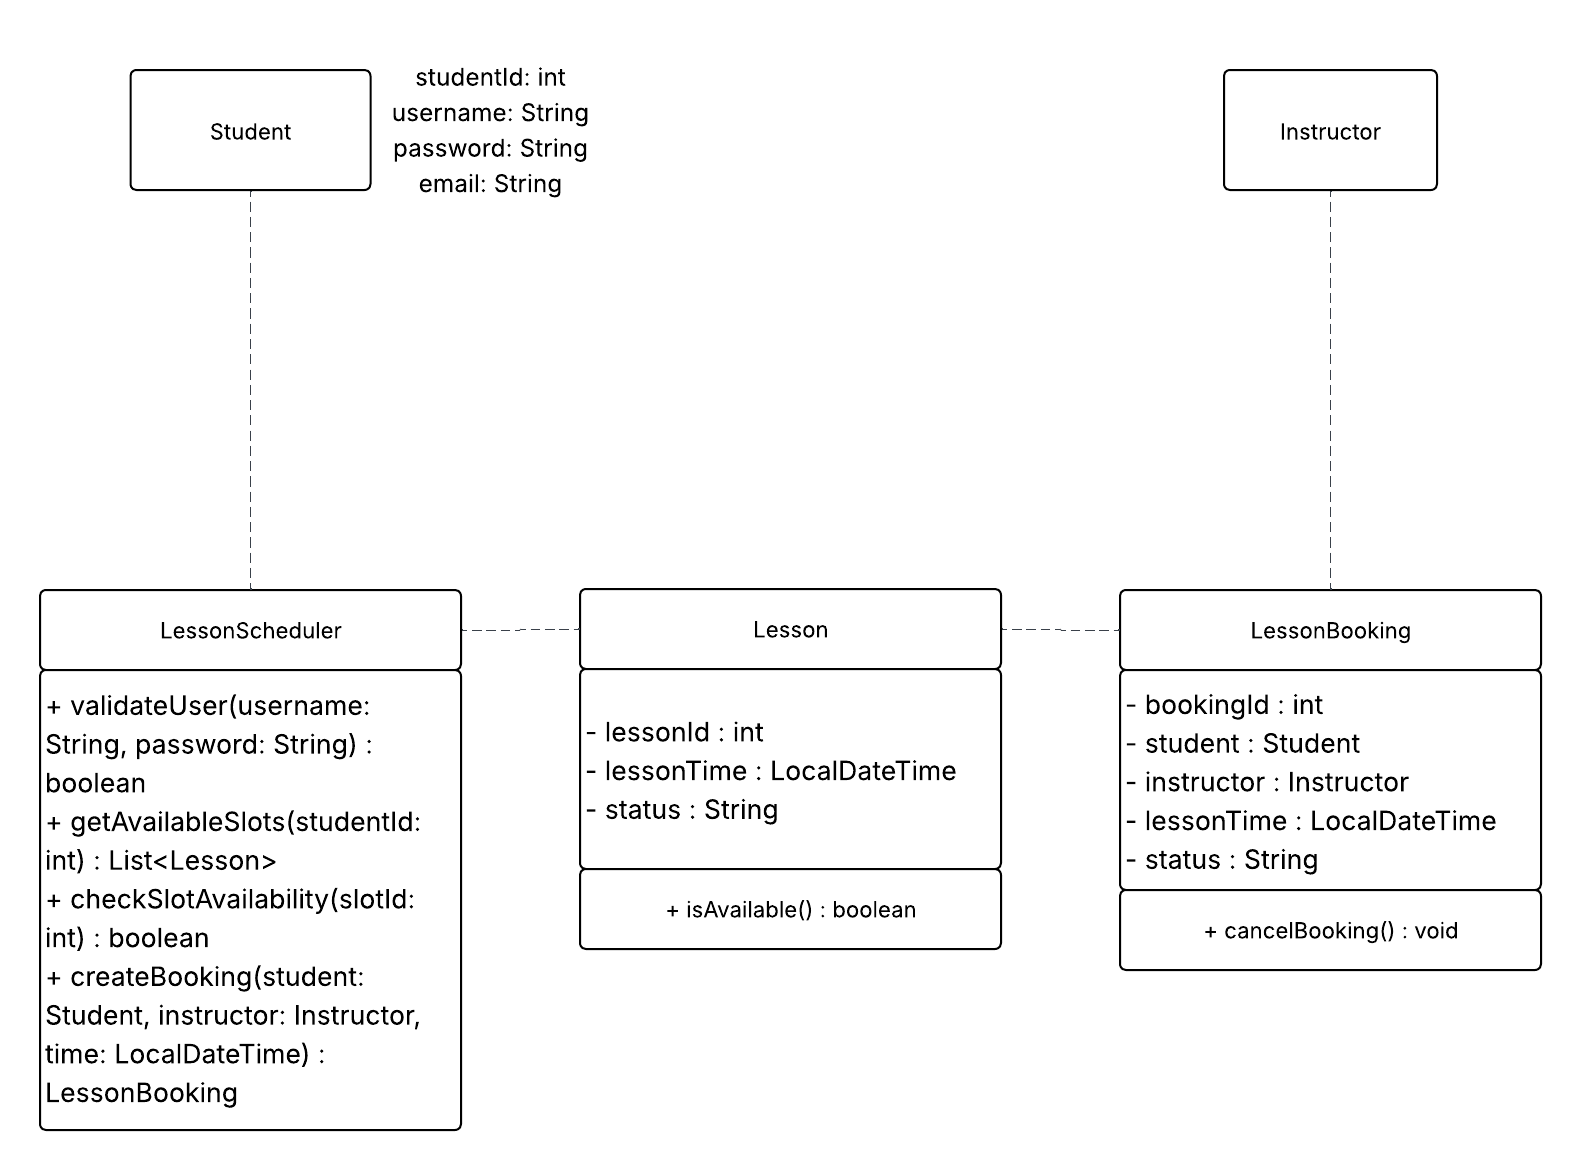 Student
studentId: int
username: String
password: String
email: String
Instructor
LessonScheduler
+ validateUser(username:
String, password: String) :
boolean
+ getAvailableSlots(studentId:
int) : List<Lesson>
+ checkSlotAvailability(slotId:
int) : boolean
+ createBooking(student:
Student, instructor: Instructor,
time: LocalDateTime) :
LessonBooking
Lesson
- lessonId : int
- lessonTime : LocalDateTime
- status : String
+ isAvailable() : boolean
LessonBooking
- bookingId : int
- student : Student
- instructor : Instructor
- lessonTime : LocalDateTime
- status : String
+ cancelBooking() : void